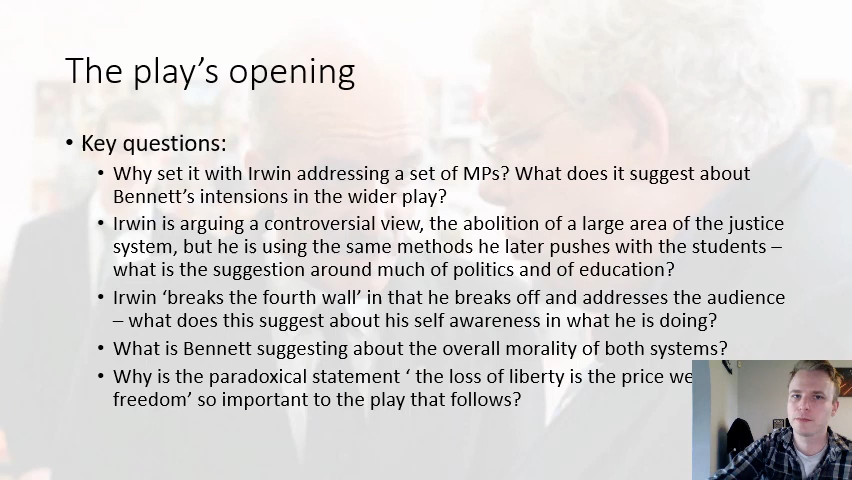 The play's opening
• Key questions:
• Why set it with Irwin addressing a set of MPs? What does it suggest about
Bennett's intensions in the wider play?
• Irwin is arguing a controversial view, the abolition of a large area of the justice
system, but he is using the same methods he later pushes with the students –
what is the suggestion around much of politics and of education?
• Irwin 'breaks the fourth wall' in that he breaks off and addresses the audience
– what does this suggest about his self awareness in what he is doing?
• What is Bennett suggesting about the overall morality of both systems?
• Why is the paradoxical statement ' the loss of liberty is the price we
freedom' so important to the play that follows?